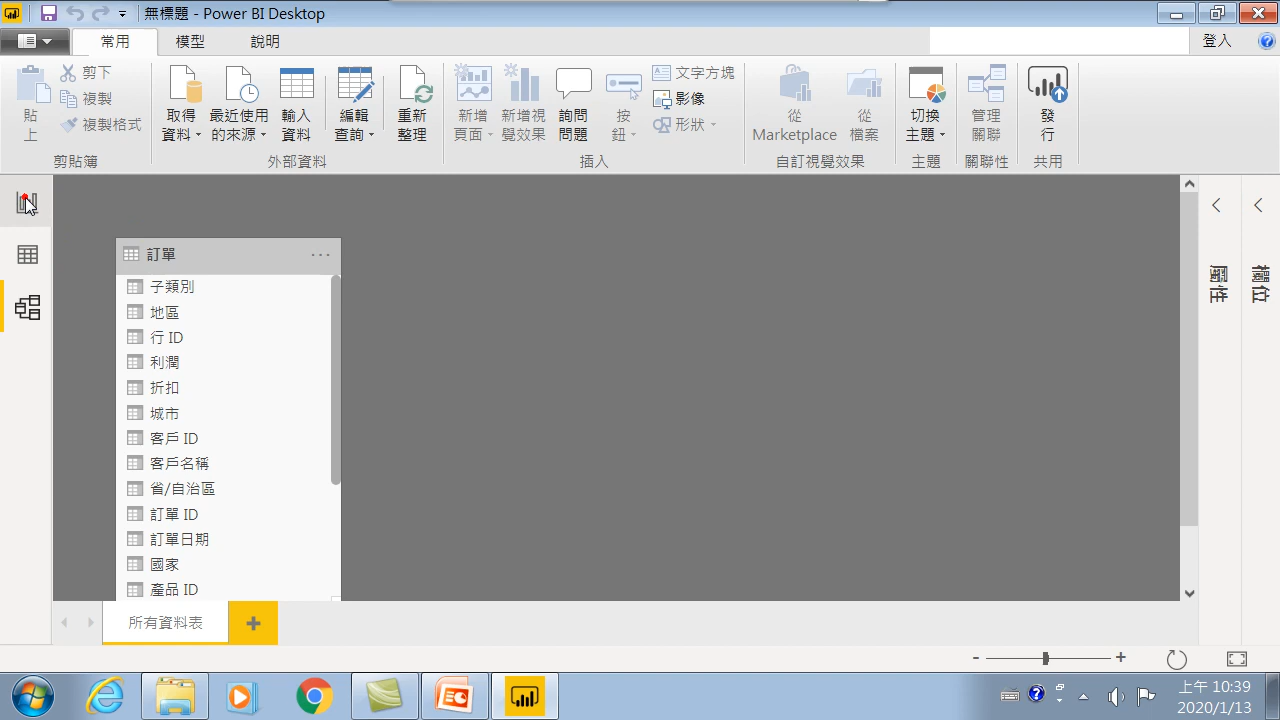 無標題 - Power BI Desktop
常用
模型
說明
登入
貼上
剪下
複製
複製格式
剪貼簿
取得資料
最近使用的來源
輸入資料
編輯查詢
重新整理
外部資料
新增頁面
新增視覺效果
詢問問題
按鈕
文字方塊
影像
形狀
插入
從 Marketplace
從檔案
自訂視覺效果
切換主題
主題
管理關聯
關聯性
發行
共用
訂單
子類別
地區
行 ID
利潤
折扣
城市
客戶 ID
客戶名稱
省/自治區
訂單 ID
訂單日期
國家
產品 ID
屬性
欄位
所有資料表
上午 10:39
2020/1/13